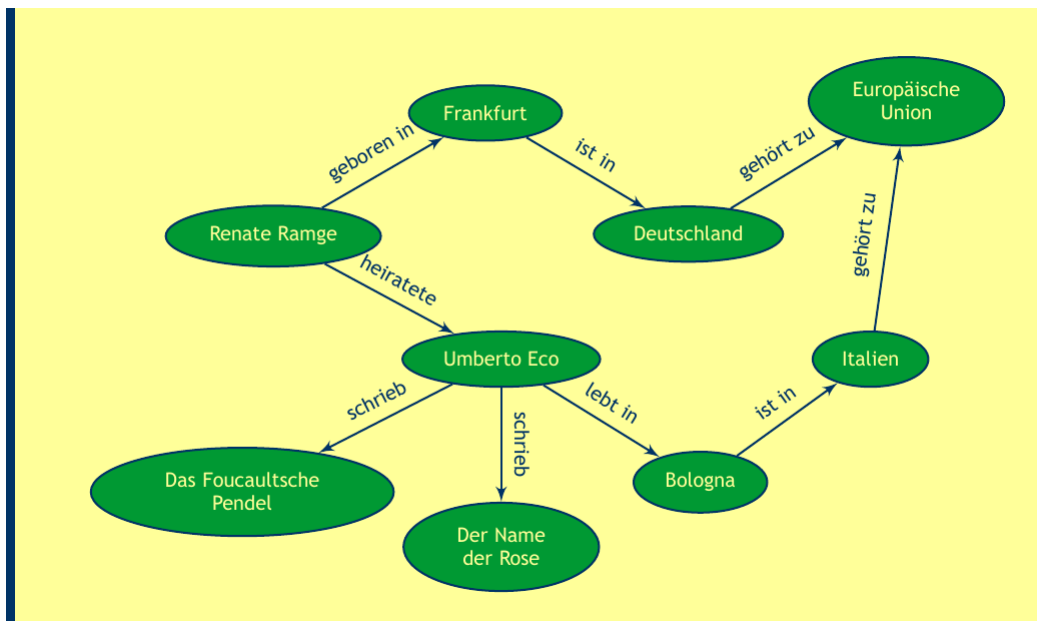 Europäische
Union
Frankfurt
geboren in
ist in
gehört zu
Renate Ramge
Deutschland
gehört zu
heiratete
Umberto Eco
Italien
schrieb
schrieb
lebt in
ist in
Das Foucaultsche
Pendel
Bologna
Der Name
der Rose